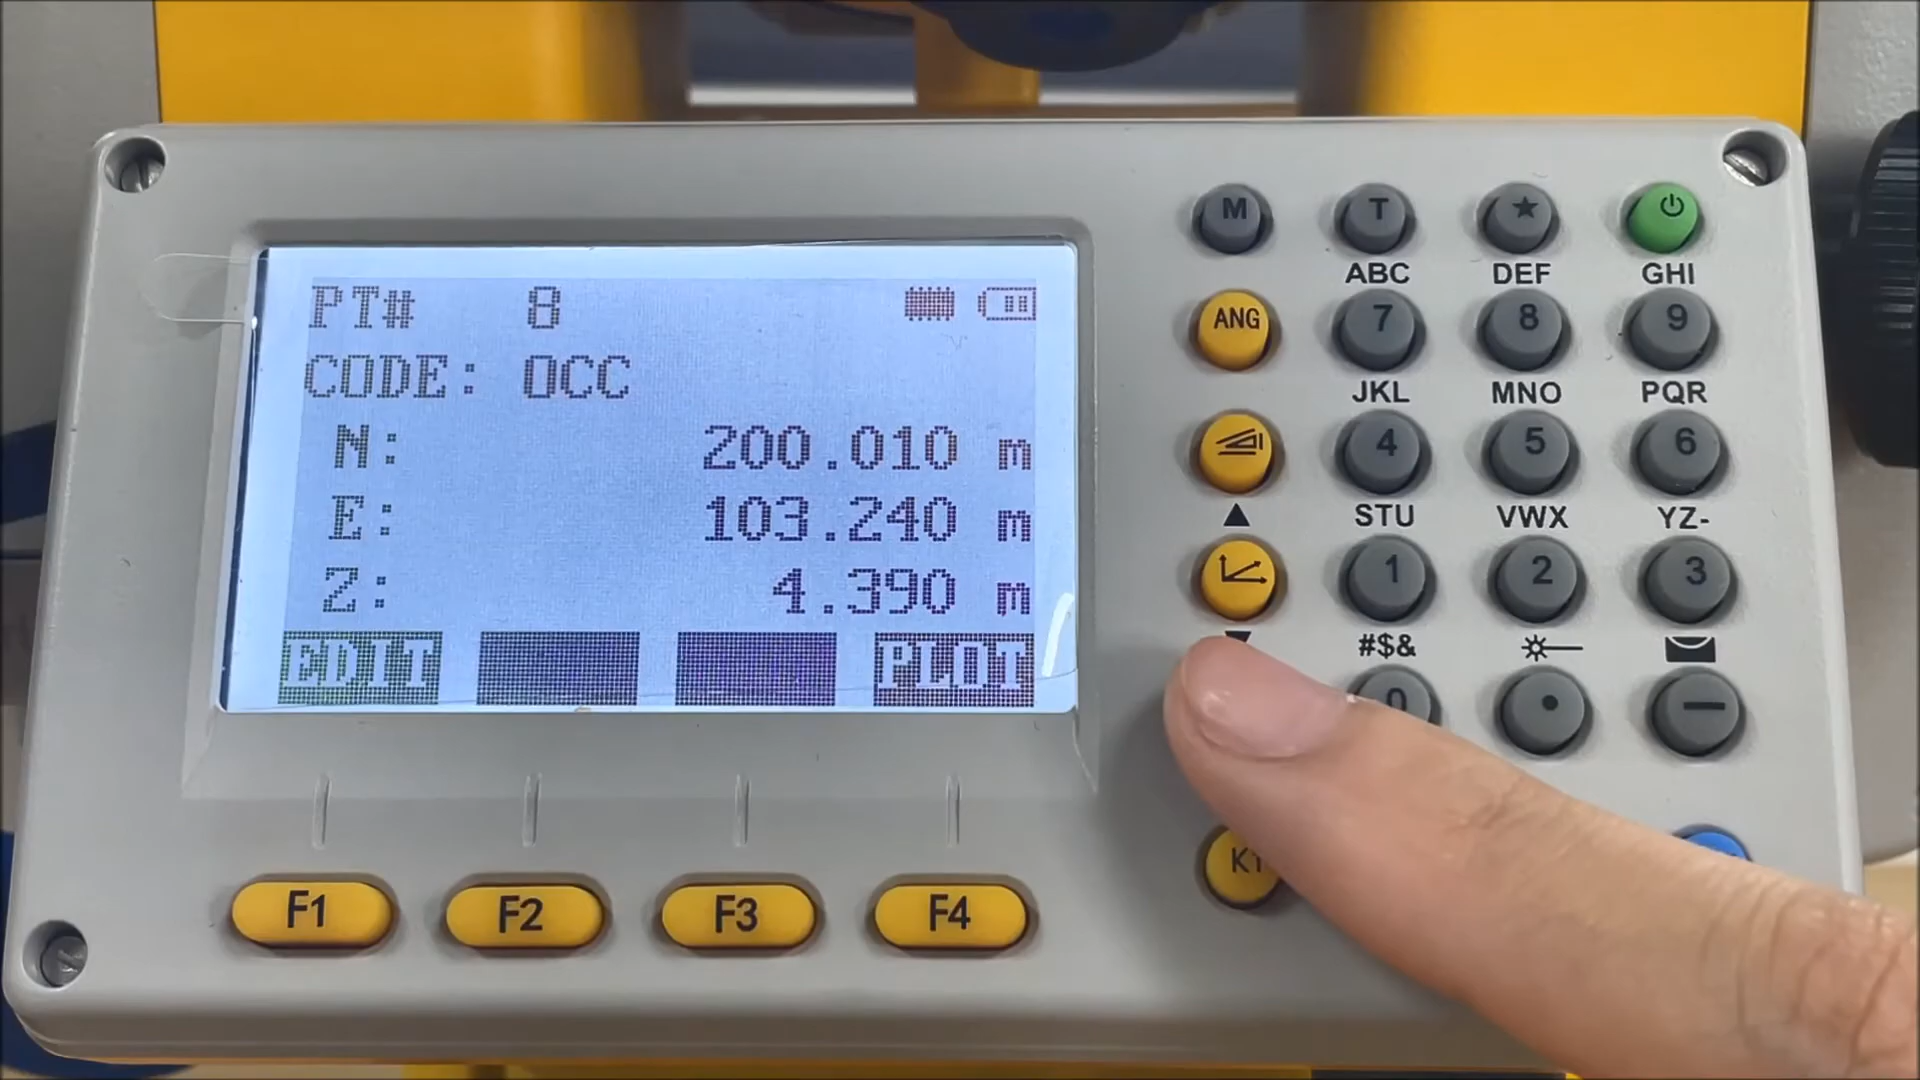 PT# 8
CODE: OCC
N: 200.010 m
E: 103.240 m
Z: 4.390 m
EDIT PLOT
F1 F2 F3 F4
M T ★
ABC DEF GHI
ANG 7 8 9
JKL MNO PQR
4 5 6
▲ STU VWX YZ-
1 2 3
▼ #$&
0 • —
K1